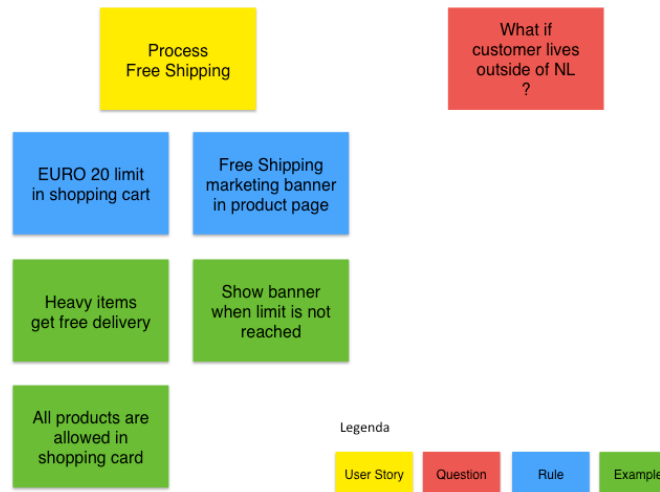 Process
Free Shipping
What if
customer lives
outside of NL
?
EURO 20 limit
in shopping cart
Free Shipping
marketing banner
in product page
Heavy items
get free delivery
Show banner
when limit is not
reached
All products are
allowed in
shopping card
Legenda
User Story
Question
Rule
Example